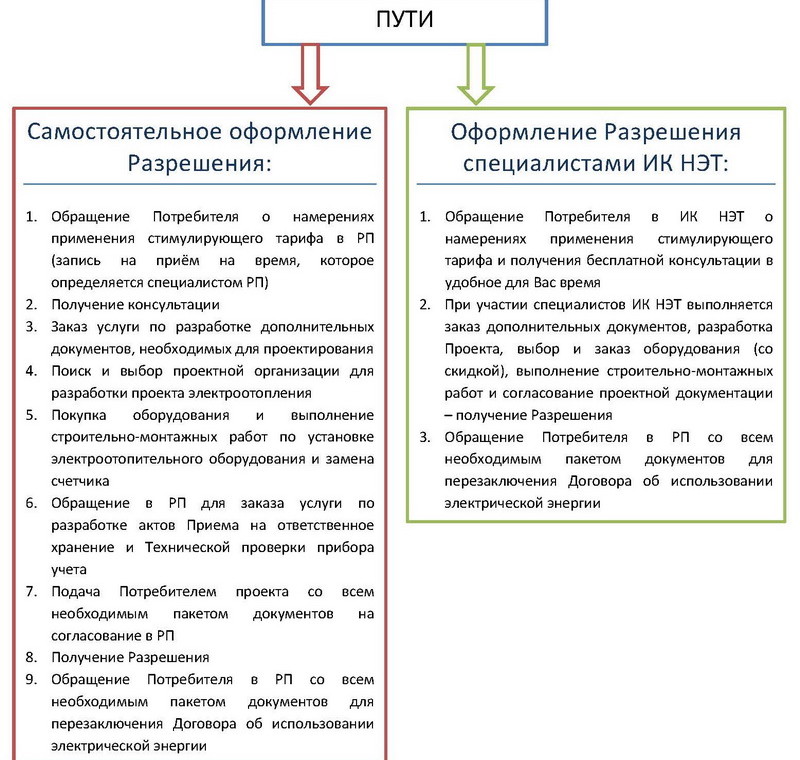 ПУТИ
Самостоятельное оформление
Разрешения:
1. Обращение Потребителя о намерениях
применения стимулирующего тарифа в РП
(запись на приём на время, которое
определяется специалистом РП)
2. Получение консультации
3. Заказ услуги по разработке дополнительных
документов, необходимых для проектирования
4. Поиск и выбор проектной организации для
разработки проекта электроотопления
5. Покупка оборудования и выполнение
строительно-монтажных работ по установке
электроотопительного оборудования и замена
счетчика
6. Обращение в РП для заказа услуги по
разработке актов Приема на ответственное
хранение и Технической проверки прибора
учета
7. Подача Потребителем проекта со всем
необходимым пакетом документов на
согласование в РП
8. Получение Разрешения
9. Обращение Потребителя в РП со всем
необходимым пакетом документов для
перезаключения Договора об использовании
электрической энергии
Оформление Разрешения
специалистами ИК НЭТ:
1. Обращение Потребителя в ИК НЭТ о
намерениях применения стимулирующего
тарифа и получения бесплатной консультации в
удобное для Вас время
2. При участии специалистов ИК НЭТ выполняется
заказ дополнительных документов, разработка
Проекта, выбор и заказ оборудования (со
скидкой), выполнение строительно-монтажных
работ и согласование проектной документации
– получение Разрешения
3. Обращение Потребителя в РП со всем
необходимым пакетом документов для
перезаключения Договора об использовании
электрической энергии